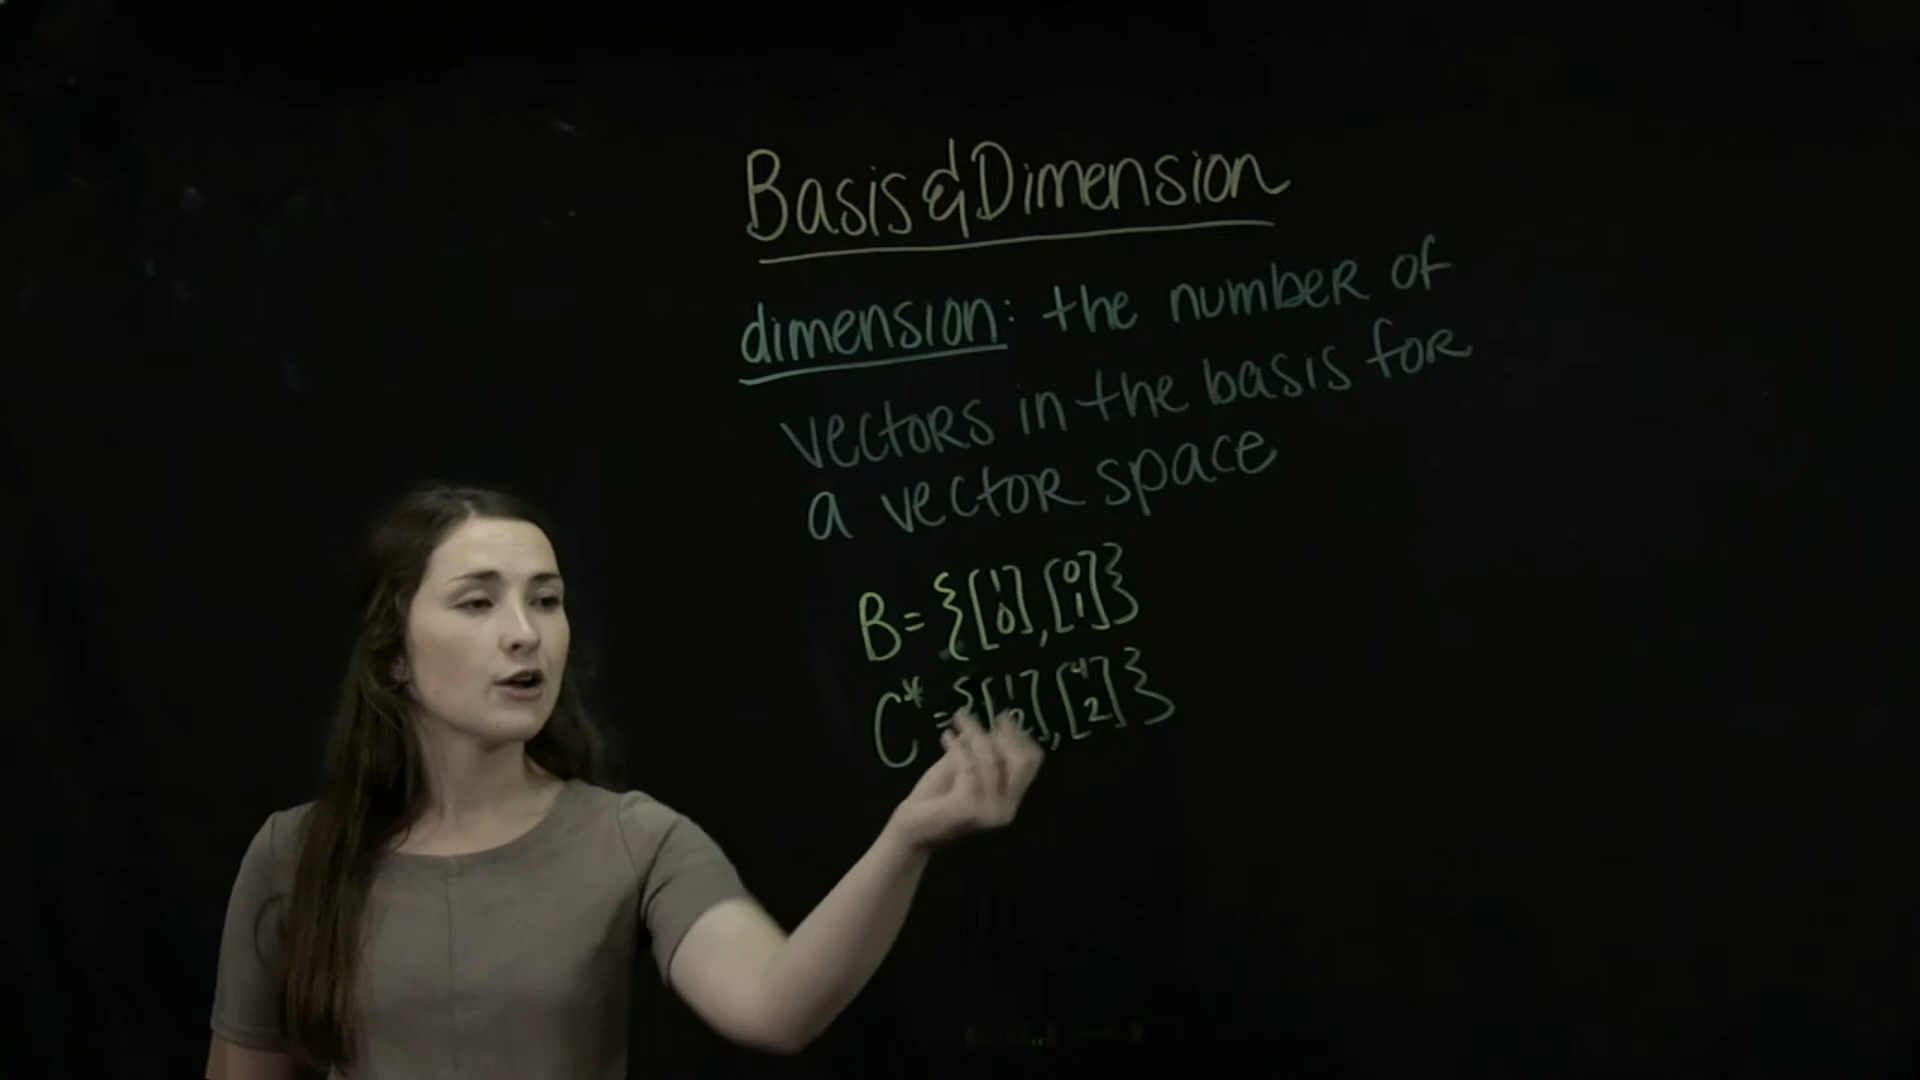 Basis & Dimension
dimension: the number of
vectors in the basis for
a vector space
B = {[1 0], [0 1]}
C* = {[1 2], [4 2]}